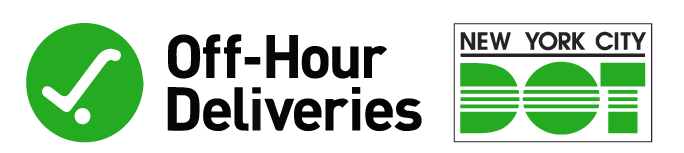 Off-Hour
Deliveries
NEW YORK CITY
DOT